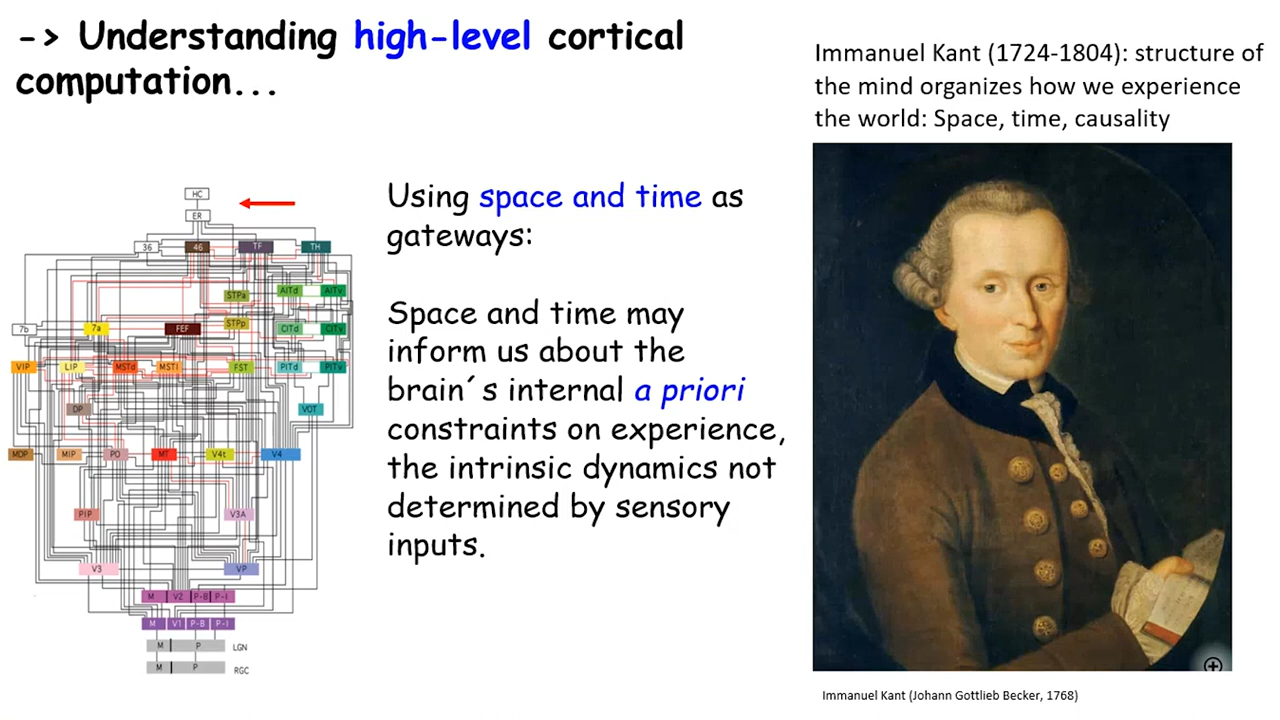 -> Understanding high-level cortical
computation...
Immanuel Kant (1724-1804): structure of
the mind organizes how we experience
the world: Space, time, causality
Using space and time as
gateways:
Space and time may
inform us about the
brain´s internal a priori
constraints on experience,
the intrinsic dynamics not
determined by sensory
inputs.
HC
ER
36 46 TF TH
STPa AITd AITv
7b 7a FEF STPp CITd CITv
VIP LIP MSTd MSTl FST PITd PITv
DP VOT
MDP MIP PO MT V4t V4
PIP V3A
V3 VP
M V2 P-B P-I
M V1 P-B P-I
M P LGN
M P RGC
Immanuel Kant (Johann Gottlieb Becker, 1768)